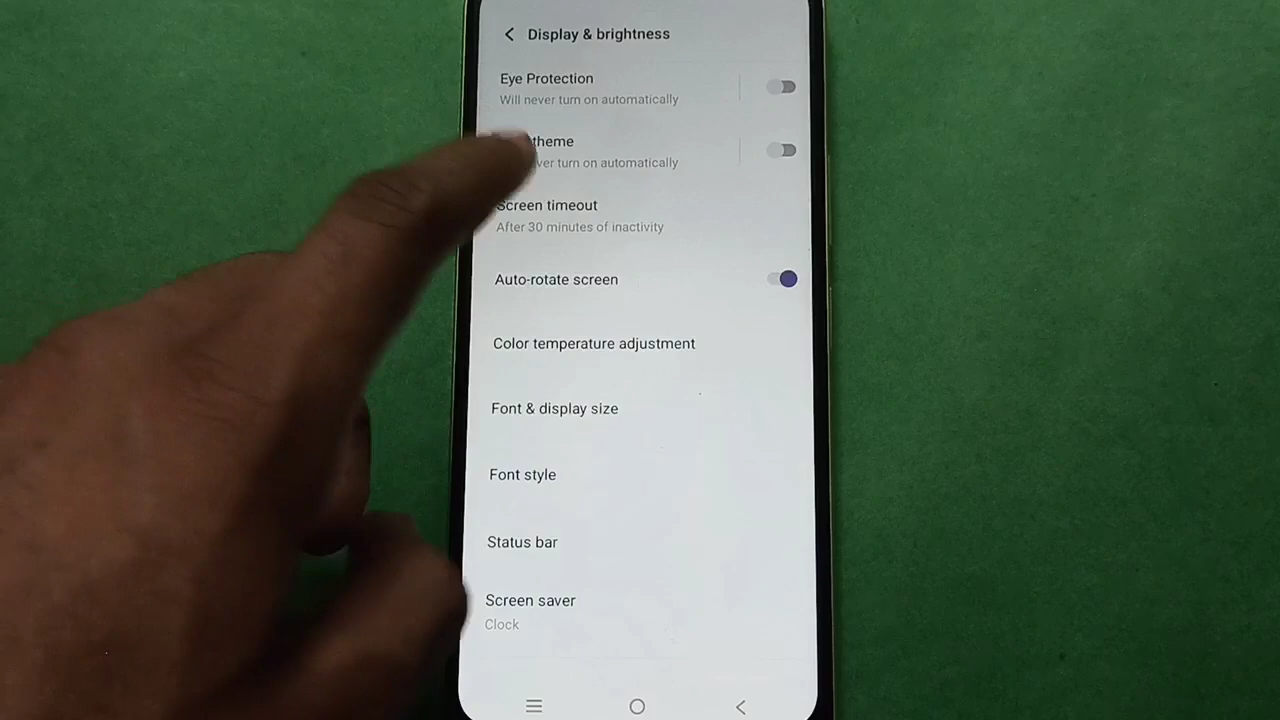 Display & brightness
Eye Protection
Will never turn on automatically
theme
turn on automatically
Screen timeout
After 30 minutes of inactivity
Auto-rotate screen
Color temperature adjustment
Font & display size
Font style
Status bar
Screen saver
Clock